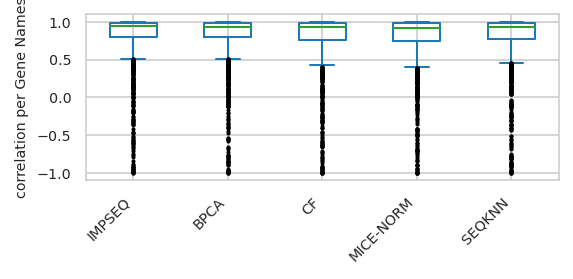 correlation per Gene Names
1.0
0.5
0.0
−0.5
−1.0
IMPSEQ
BPCA
CF
MICE-NORM
SEQKNN